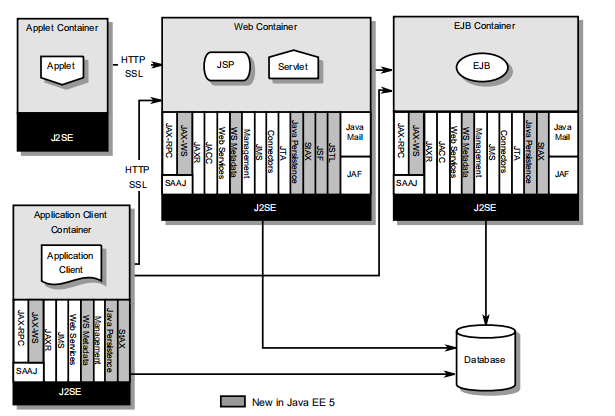 Applet Container
Applet
J2SE
HTTP
SSL
Web Container
JSP
Servlet
JAX-RPC
JAX-WS
SAAJ
JAXR
JACC
Web Services
WS Metadata
Management
JMS
Connectors
JTA
Java Persistence
StAX
JSF
JSTL
Java
Mail
JAF
J2SE
EJB Container
EJB
JAX-RPC
JAX-WS
SAAJ
JAXR
JACC
Web Services
WS Metadata
Management
JMS
Connectors
JTA
Java Persistence
StAX
Java
Mail
JAF
J2SE
HTTP
SSL
Application Client
Container
Application
Client
JAX-RPC
JAX-WS
SAAJ
JAXR
JMS
Web Services
WS Metadata
Management
Java Persistence
StAX
J2SE
Database
New in Java EE 5